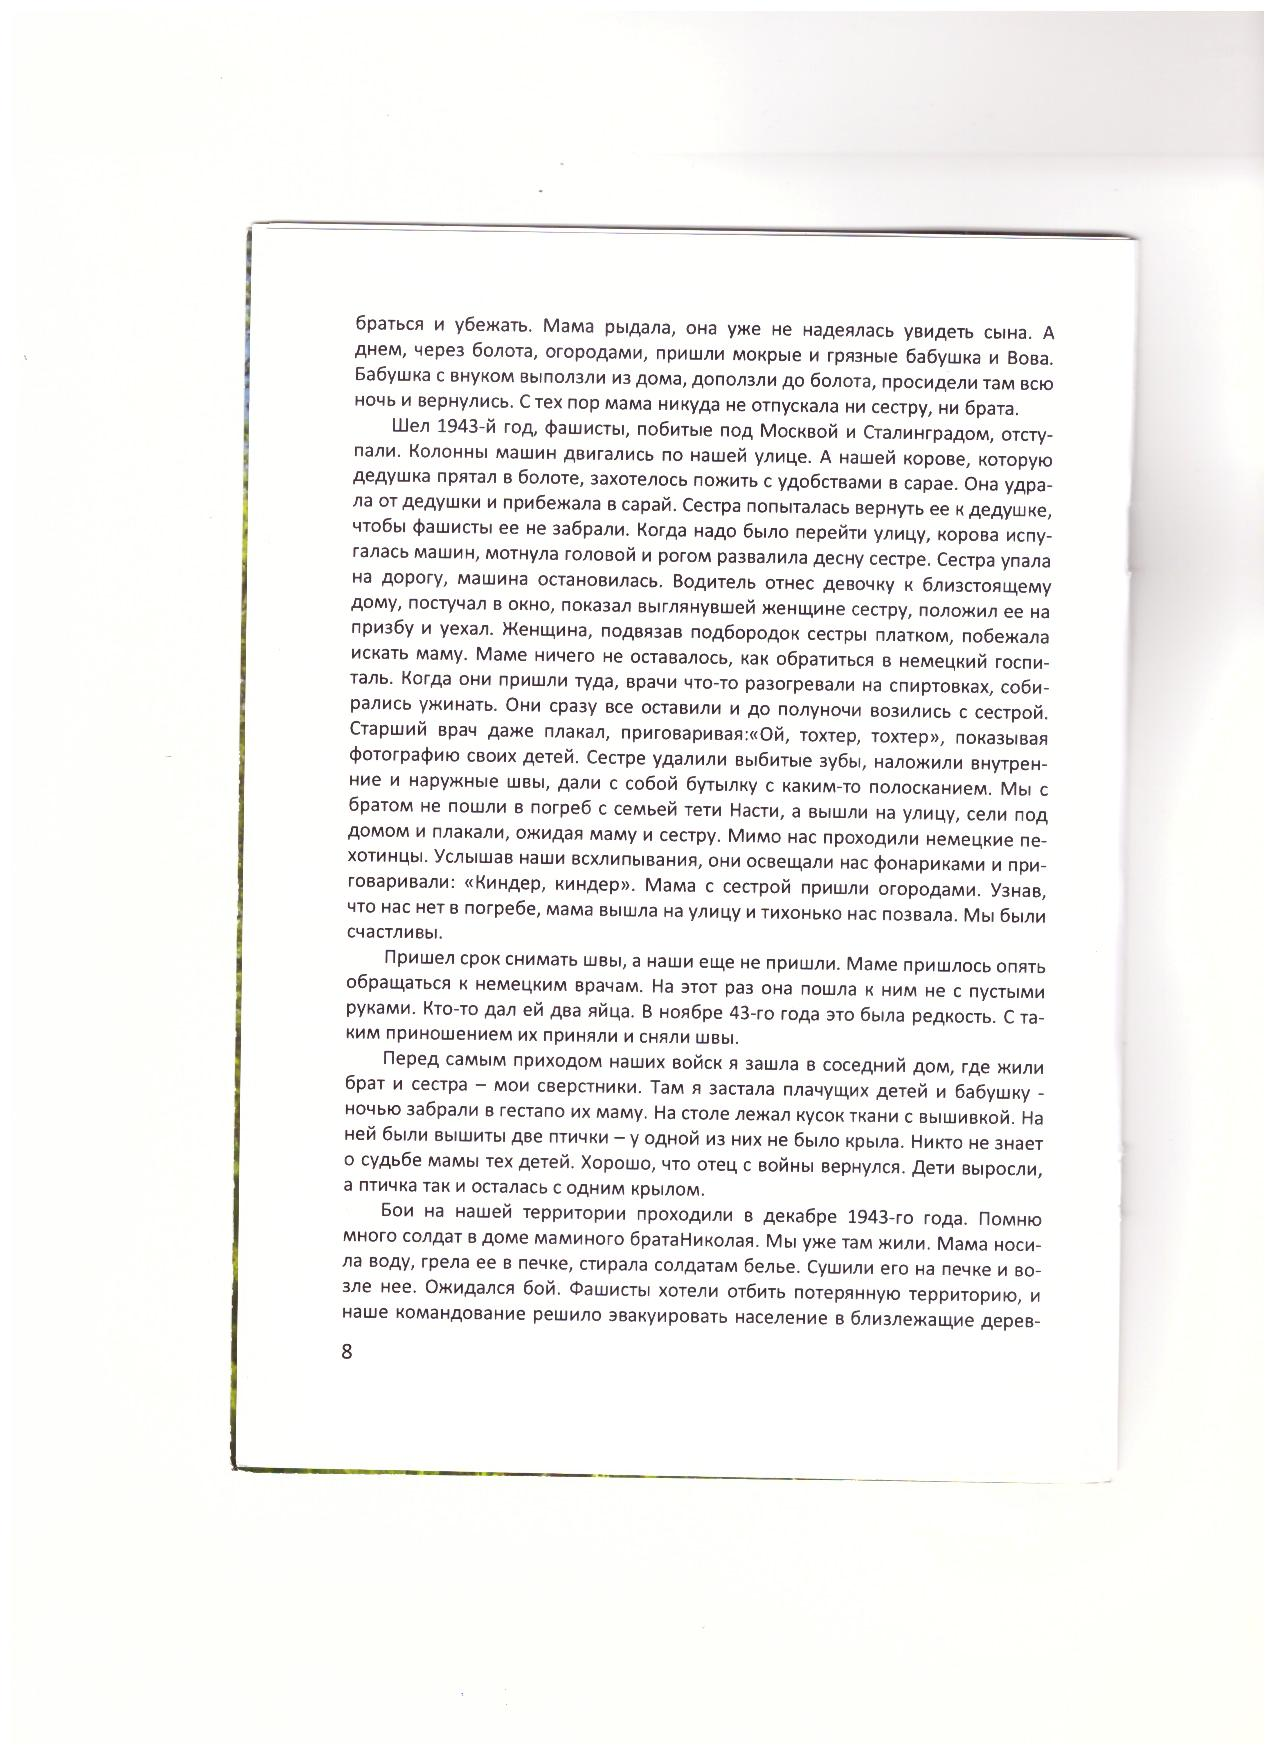 браться и убежать. Мама рыдала, она уже не надеялась увидеть сына. А
днем, через болота, огородами, пришли мокрые и грязные бабушка и Вова.
Бабушка с внуком выползли из дома, доползли до болота, просидели там всю
ночь и вернулись. С тех пор мама никуда не отпускала ни сестру, ни брата.
Шел 1943-й год, фашисты, побитые под Москвой и Сталинградом, отсту-
пали. Колонны машин двигались по нашей улице. А нашей корове, которую
дедушка прятал в болоте, захотелось пожить с удобствами в сарае. Она удра-
ла от дедушки и прибежала в сарай. Сестра попыталась вернуть ее к дедушке,
чтобы фашисты ее не забрали. Когда надо было перейти улицу, корова испу-
галась машин, мотнула головой и рогом развалила десну сестре. Сестра упала
на дорогу, машина остановилась. Водитель отнес девочку к близстоящему
дому, постучал в окно, показал выглянувшей женщине сестру, положил ее на
призбу и уехал. Женщина, подвязав подбородок сестры платком, побежала
искать маму. Маме ничего не оставалось, как обратиться в немецкий госпи-
таль. Когда они пришли туда, врачи что-то разогревали на спиртовках, соби-
рались ужинать. Они сразу все оставили и до полуночи возились с сестрой.
Старший врач даже плакал, приговаривая:«Ой, тохтер, тохтер», показывая
фотографию своих детей. Сестре удалили выбитые зубы, наложили внутрен-
ние и наружные швы, дали с собой бутылку с каким-то полосканием. Мы с
братом не пошли в погреб с семьей тети Насти, а вышли на улицу, сели под
домом и плакали, ожидая маму и сестру. Мимо нас проходили немецкие пе-
хотинцы. Услышав наши всхлипывания, они освещали нас фонариками и при-
говаривали: «Киндер, киндер». Мама с сестрой пришли огородами. Узнав,
что нас нет в погребе, мама вышла на улицу и тихонько нас позвала. Мы были
счастливы.
Пришел срок снимать швы, а наши еще не пришли. Маме пришлось опять
обращаться к немецким врачам. На этот раз она пошла к ним не с пустыми
руками. Кто-то дал ей два яйца. В ноябре 43-го года это была редкость. С та-
ким приношением их приняли и сняли швы.
Перед самым приходом наших войск я зашла в соседний дом, где жили
брат и сестра – мои сверстники. Там я застала плачущих детей и бабушку -
ночью забрали в гестапо их маму. На столе лежал кусок ткани с вышивкой. На
ней были вышиты две птички – у одной из них не было крыла. Никто не знает
о судьбе мамы тех детей. Хорошо, что отец с войны вернулся. Дети выросли,
а птичка так и осталась с одним крылом.
Бои на нашей территории проходили в декабре 1943-го года. Помню
много солдат в доме маминого братаНиколая. Мы уже там жили. Мама носи-
ла воду, грела ее в печке, стирала солдатам белье. Сушили его на печке и во-
зле нее. Ожидался бой. Фашисты хотели отбить потерянную территорию, и
наше командование решило эвакуировать население в близлежащие дерев-
8